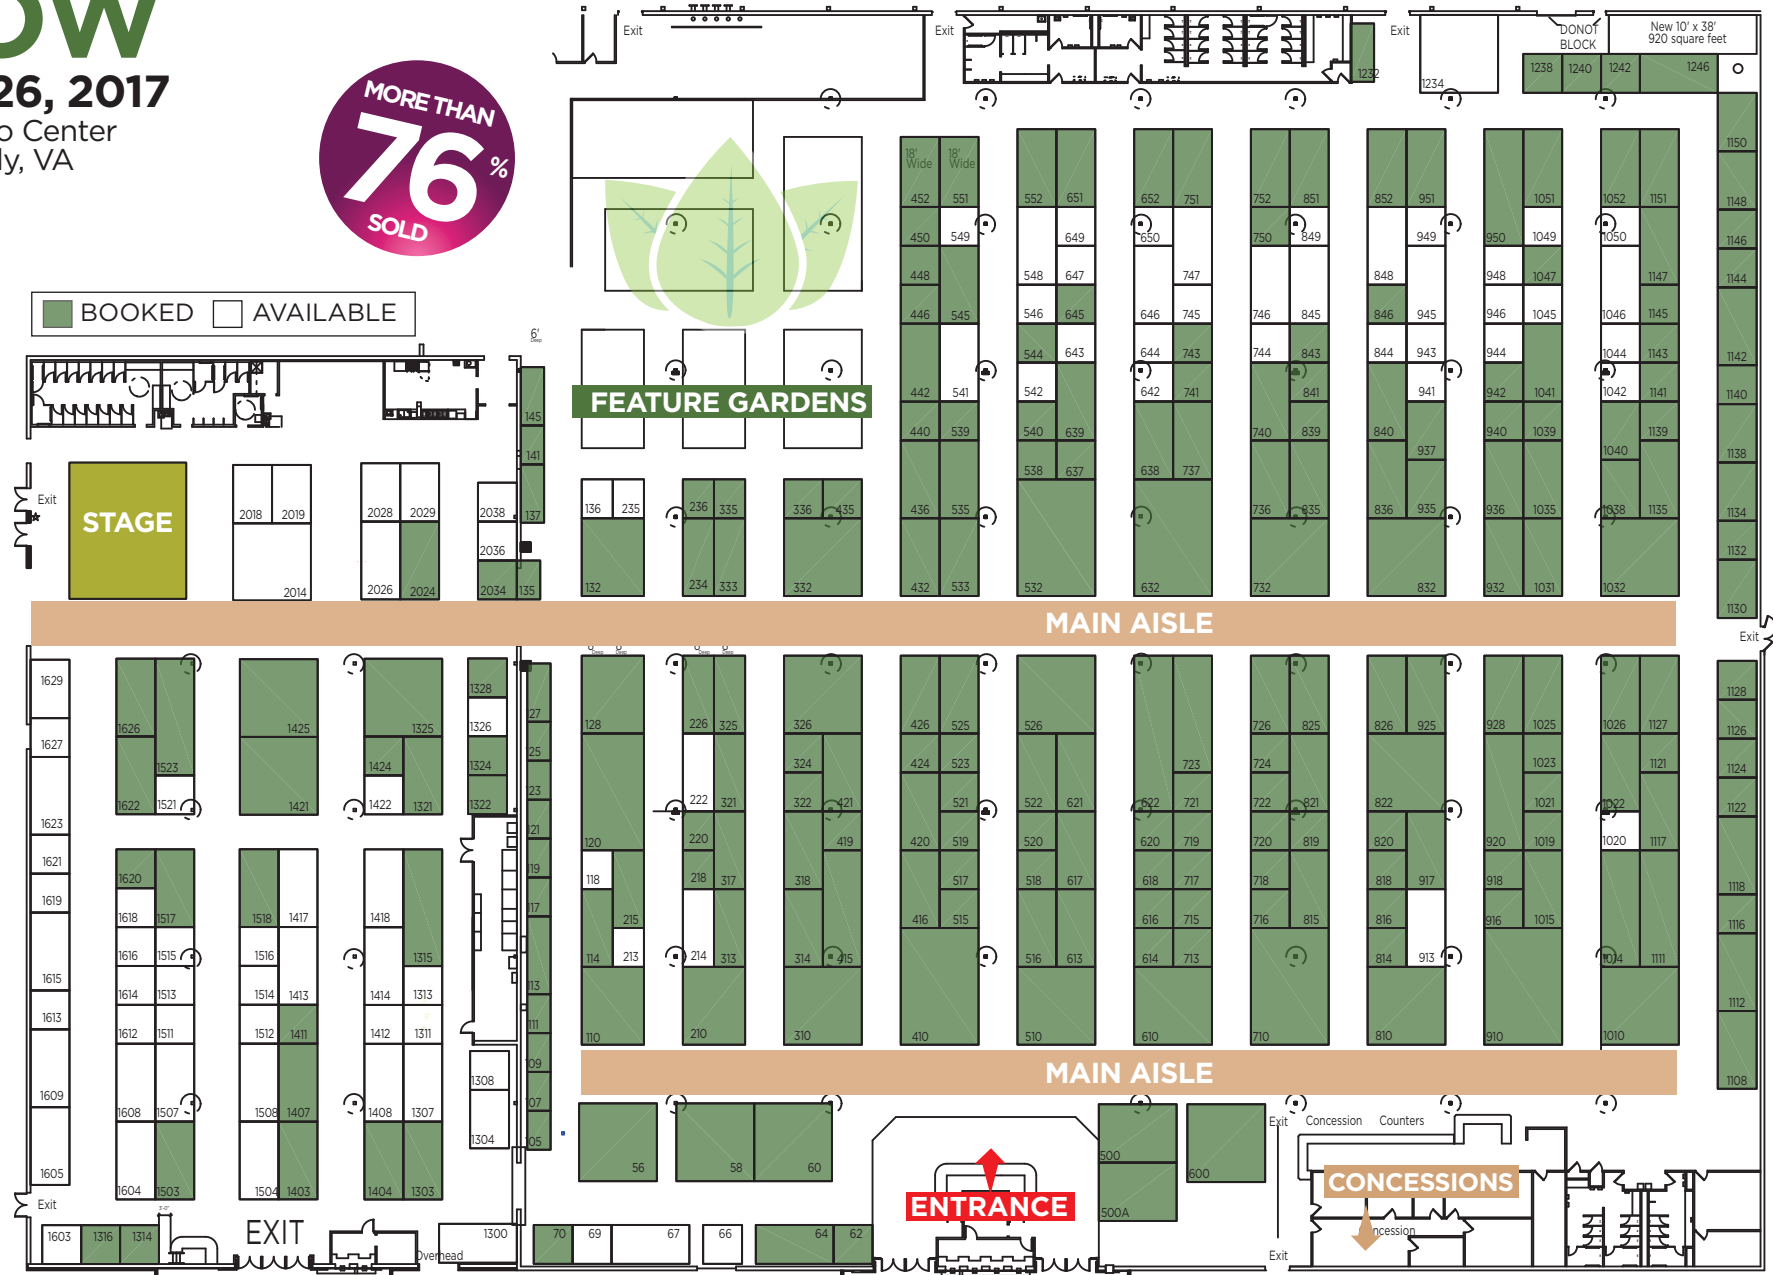 OW
26, 2017
o Center
ly, VA
MORE THAN
76%
SOLD
BOOKED AVAILABLE
Exit
Exit
Exit
DONOT
BLOCK
New 10' x 38'
920 square feet
1232
1234
1238 1240 1242 1246
18' Wide 18' Wide
452 551 552 651 652 751 752 851 852 951 1051 1052 1151
450 549 649 650 750 849 949 950 1049 1050
448 548 647 747 848 948 1047 1147
446 545 546 645 646 745 746 845 846 945 946 1045 1046 1145
544 643 644 743 744 843 844 943 944 1044 1143
442 541 542 642 741 841 941 942 1041 1042 1141
440 539 540 639 740 839 840 940 1039 1139
937 1040
538 637 638 737
436 535 736 835 836 935 936 1035 1038 1135
432 533 532 632 732 832 932 1031 1032
1150
1148
1146
1144
1142
1140
1138
1134
1132
1130
6'
Deep
145
141
137
FEATURE GARDENS
Exit
STAGE
2018 2019 2028 2029 2038
2036
2014 2026 2024 2034 135
136 235 236 335 336 435
132 234 333 332
MAIN AISLE
Exit
1629
1627
1623
1621
1619
1615
1613
1609
1605
1626 1425 1325 1328
1326
1523 1424 1324
1622 1521 1421 1422 1321 1322
1620
1618 1517 1518 1417 1418
1616 1515 1516 1315
1614 1513 1514 1413 1414 1313
1612 1511 1512 1411 1412 1311
1608 1507 1508 1407 1408 1307
1604 1503 1504 1403 1404 1303
1308
1304
27
25
23
21
19
17
113
111
109
107
105
128 226 325 326 426 525 526 726 825 826 925 928 1025 1026 1127
324 424 523 723 724 1023 1121
222 321 322 421 521 522 621 622 721 722 821 822 1021 1022
120 220 419 420 519 520 620 719 720 819 820 920 1019 1020 1117
118 218 317 318 517 518 617 618 717 718 818 917 918
215 416 515 616 715 716 815 816 916 1015
114 213 214 313 314 415 516 613 614 713 814 913 1014 1111
110 210 310 410 510 610 710 810 910 1010
1128
1126
1124
1122
1118
1116
1112
1108
MAIN AISLE
56 58 60
500
500A
600
Exit Concession Counters
CONCESSIONS
Exit
ENTRANCE
Exit
1603 1316 1314
3'-0"
EXIT
Overhead
1300
70 69 67 66 64 62